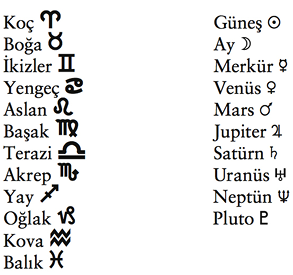 Koç ♈
Boğa ♉
İkizler ♊
Yengeç ♋
Aslan ♌
Başak ♍
Terazi ♎
Akrep ♏
Yay ♐
Oğlak ♑
Kova ♒
Balık ♓
Güneş ☉
Ay ☽
Merkür ☿
Venüs ♀
Mars ♂
Jupiter ♃
Satürn ♄
Uranüs ♅
Neptün ♆
Pluto ♇